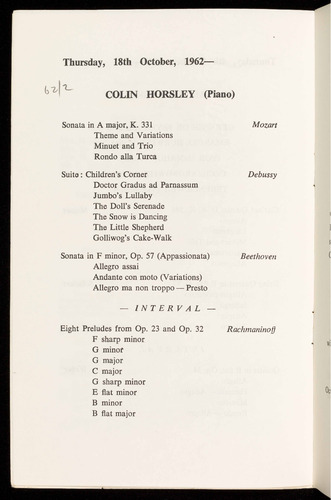 Thursday, 18th October, 1962—
62/2
COLIN HORSLEY (Piano)
Sonata in A major, K. 331 Mozart
Theme and Variations
Minuet and Trio
Rondo alla Turca
Suite: Children's Corner Debussy
Doctor Gradus ad Parnassum
Jumbo's Lullaby
The Doll's Serenade
The Snow is Dancing
The Little Shepherd
Golliwog's Cake-Walk
Sonata in F minor, Op. 57 (Appassionata) Beethoven
Allegro assai
Andante con moto (Variations)
Allegro ma non troppo — Presto
— INTERVAL —
Eight Preludes from Op. 23 and Op. 32 Rachmaninoff
F sharp minor
G minor
G major
C major
G sharp minor
E flat minor
B minor
B flat major